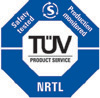 Safety
tested
S
Production
monitored
TÜV
PRODUCT SERVICE
NRTL